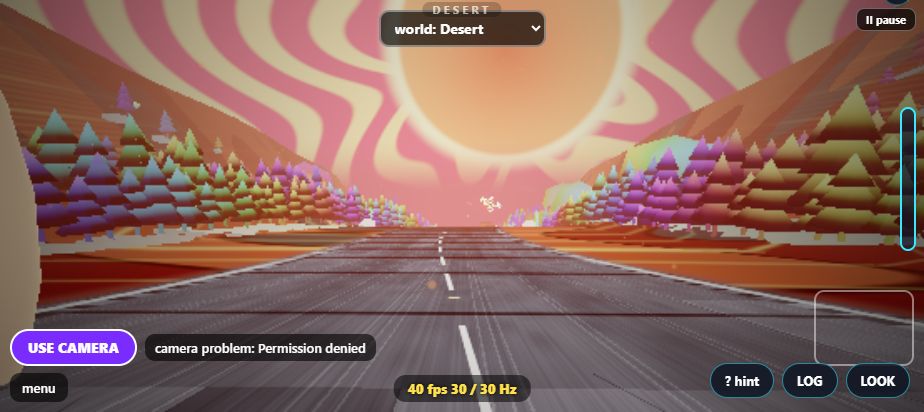 DESERT
world: Desert
II pause
USE CAMERA
camera problem: Permission denied
menu
40 fps 30 / 30 Hz
? hint
LOG
LOOK